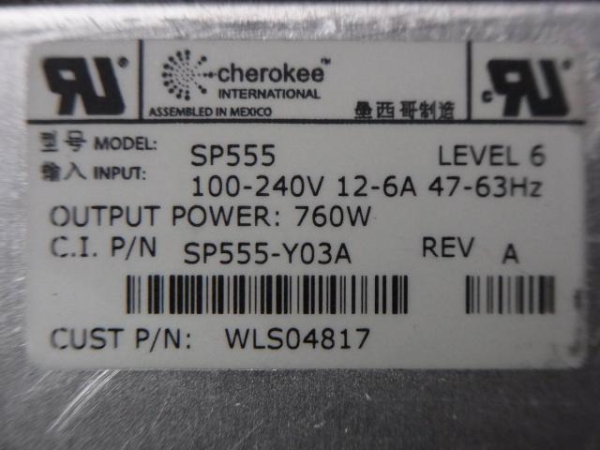 cherokee™
INTERNATIONAL
ASSEMBLED IN MEXICO 墨西哥制造
型号 MODEL: SP555 LEVEL 6
输入 INPUT: 100-240V 12-6A 47-63Hz
OUTPUT POWER: 760W
C.I. P/N SP555-Y03A REV A
CUST P/N: WLS04817